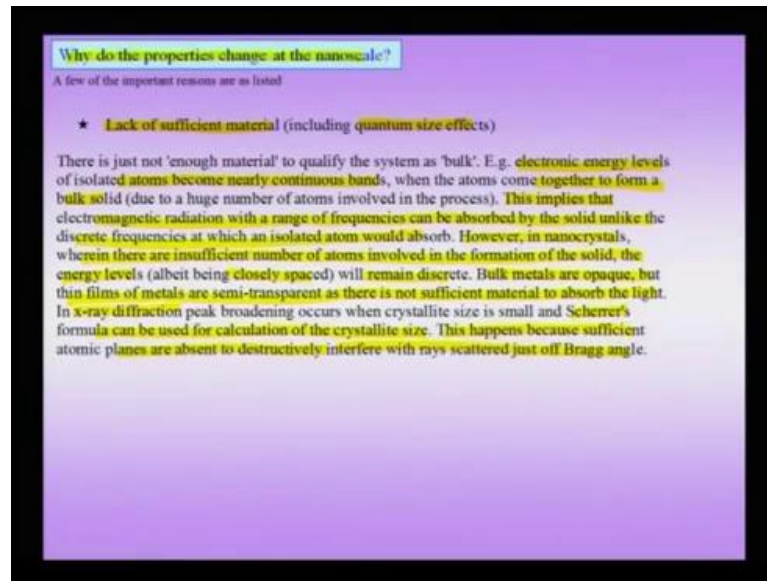 Why do the properties change at the nanoscale?
A few of the important reasons are as listed
★ Lack of sufficient material (including quantum size effects)
There is just not 'enough material' to qualify the system as 'bulk'. E.g. electronic energy levels
of isolated atoms become nearly continuous bands, when the atoms come together to form a
bulk solid (due to a huge number of atoms involved in the process). This implies that
electromagnetic radiation with a range of frequencies can be absorbed by the solid unlike the
discrete frequencies at which an isolated atom would absorb. However, in nanocrystals,
wherein there are insufficient number of atoms involved in the formation of the solid, the
energy levels (albeit being closely spaced) will remain discrete. Bulk metals are opaque, but
thin films of metals are semi-transparent as there is not sufficient material to absorb the light.
In x-ray diffraction peak broadening occurs when crystallite size is small and Scherrer's
formula can be used for calculation of the crystallite size. This happens because sufficient
atomic planes are absent to destructively interfere with rays scattered just off Bragg angle.